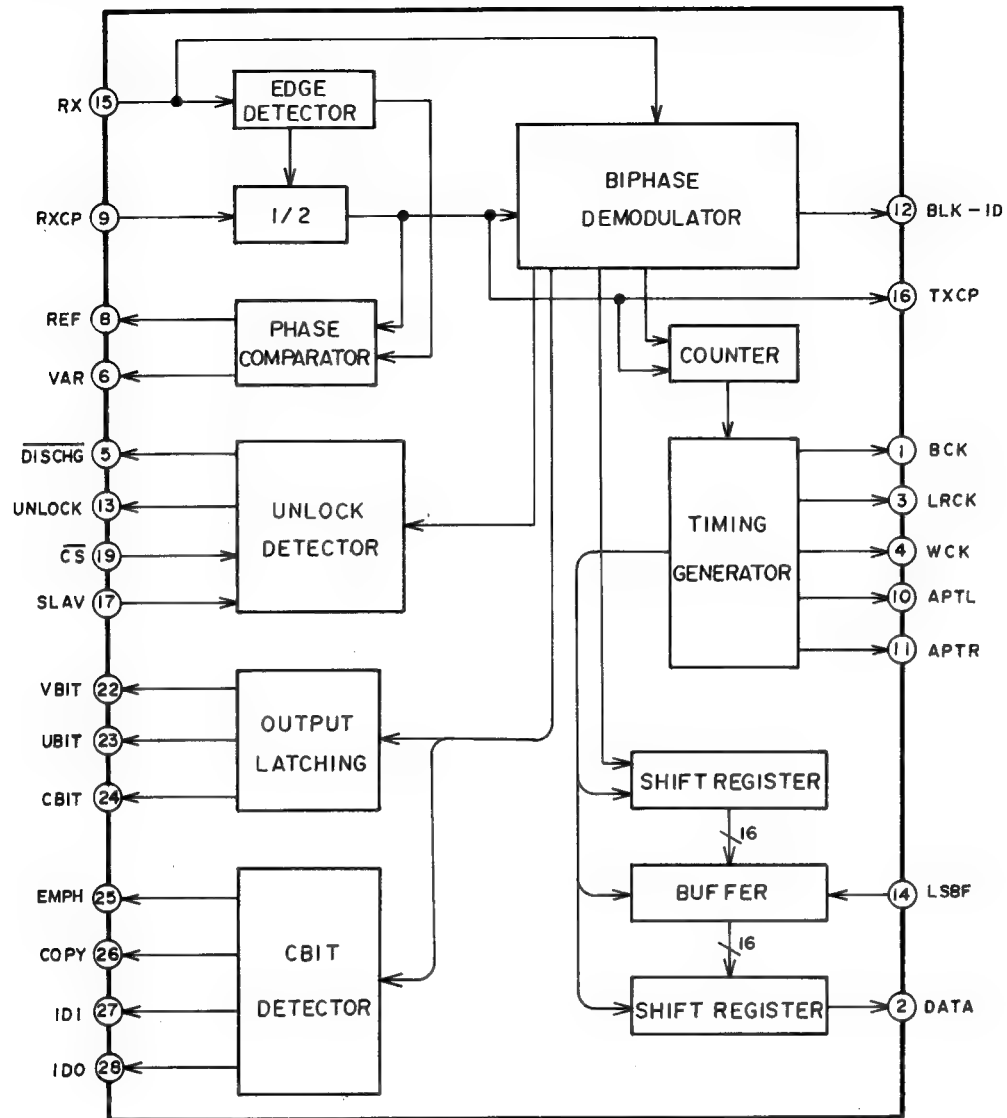 EDGE
DETECTOR
RX 15
BIPHASE
DEMODULATOR
RXCP 9
1/2
12 BLK-ID
16 TXCP
REF 8
VAR 6
PHASE
COMPARATOR
COUNTER
DISCHG 5
UNLOCK 13
CS 19
SLAV 17
UNLOCK
DETECTOR
TIMING
GENERATOR
1 BCK
3 LRCK
4 WCK
10 APTL
11 APTR
VBIT 22
UBIT 23
CBIT 24
OUTPUT
LATCHING
SHIFT REGISTER
16
BUFFER
14 LSBF
16
SHIFT REGISTER
2 DATA
EMPH 25
COPY 26
ID1 27
ID0 28
CBIT
DETECTOR